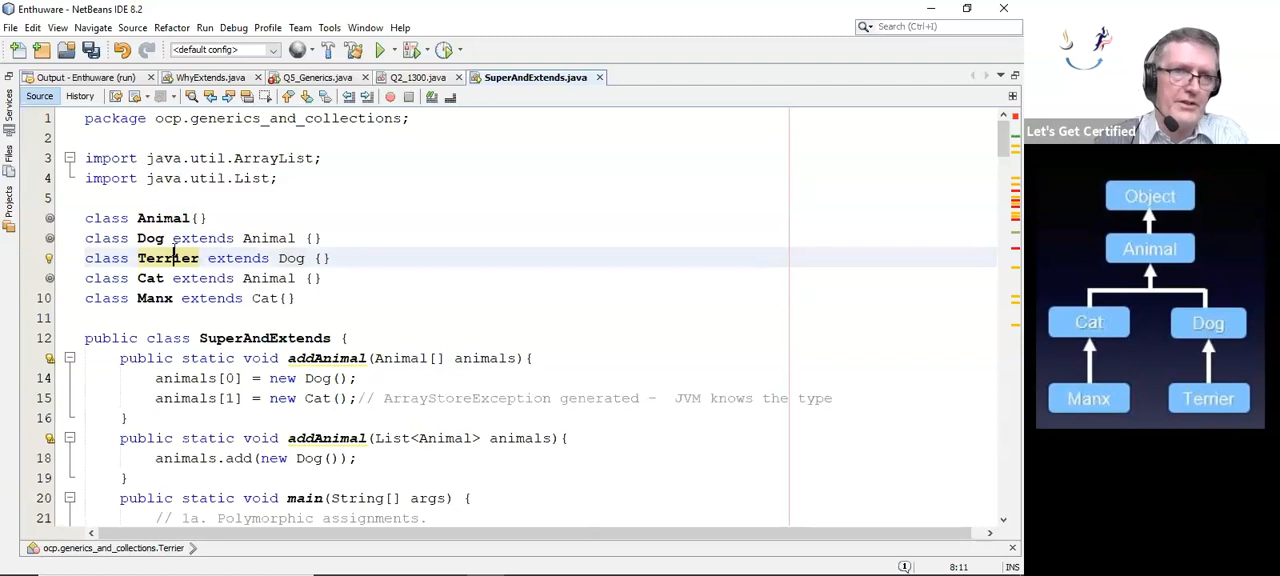 Enthuware - NetBeans IDE 8.2
File Edit View Navigate Source Refactor Run Debug Profile Team Tools Window Help
Search (Ctrl+I)
<default config>
Output - Enthuware (run) WhyExtends.java Q5_Generics.java Q2_1300.java SuperAndExtends.java
Source History
Services
Files
Projects
1 package ocp.generics_and_collections;
2
3 import java.util.ArrayList;
4 import java.util.List;
5
class Animal{}
class Dog extends Animal {}
class Terrier extends Dog {}
class Cat extends Animal {}
10 class Manx extends Cat{}
11
12 public class SuperAndExtends {
public static void addAnimal(Animal[] animals){
14 animals[0] = new Dog();
15 animals[1] = new Cat();// ArrayStoreException generated - JVM knows the type
16 }
public static void addAnimal(List<Animal> animals){
18 animals.add(new Dog());
19 }
20 public static void main(String[] args) {
21 // 1a. Polymorphic assignments.
ocp.generics_and_collections.Terrier
1 8:11 INS
Let's Get Certified
Object
Animal
Cat Dog
Manx Terrier